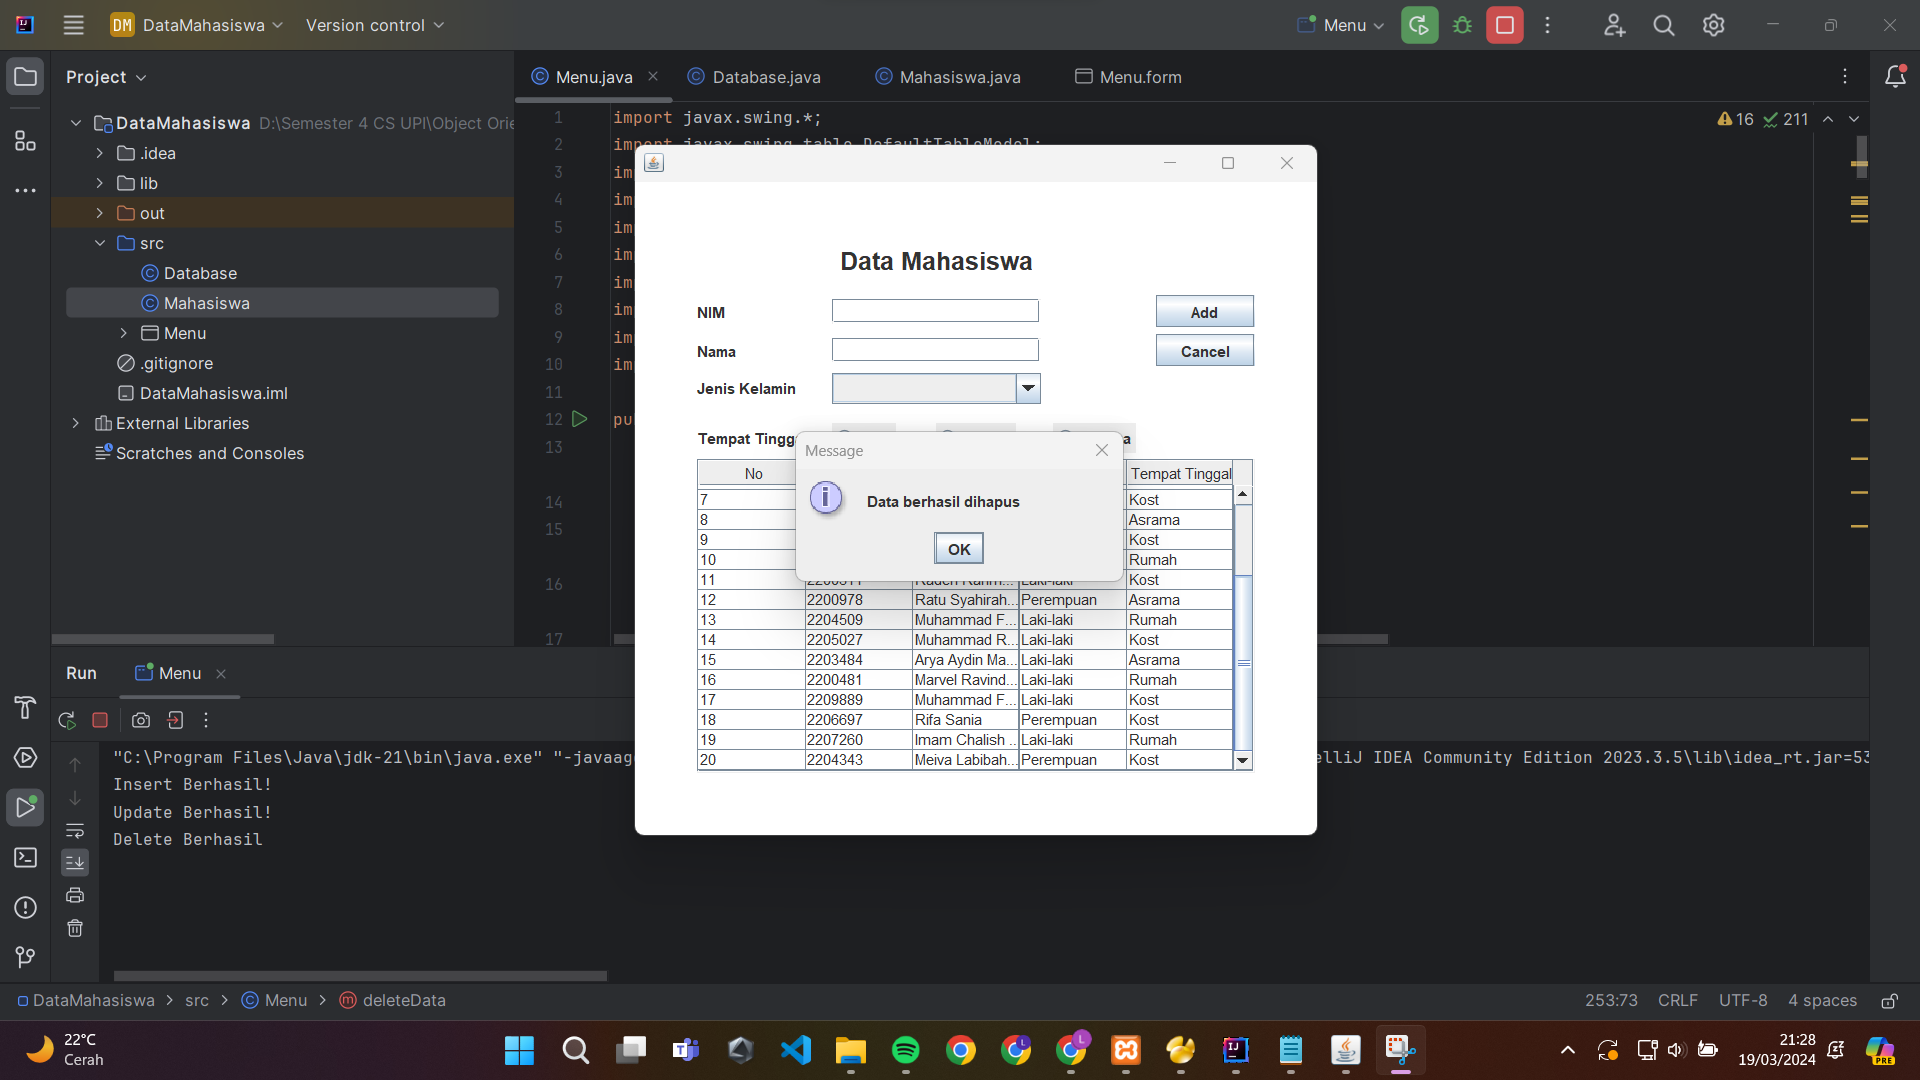 DM DataMahasiswa Version control Menu
Project
Menu.java Database.java Mahasiswa.java Menu.form
DataMahasiswa D:\Semester 4 CS UPI\Object Orie
.idea
lib
out
src
Database
Mahasiswa
Menu
.gitignore
DataMahasiswa.iml
External Libraries
Scratches and Consoles
1 import javax.swing.*;
2 import javax.swing.table.DefaultTableModel;
3 im
4 im
5 im
6 im
7 im
8 im
9 im
10 im
11
12 pu
13
14
15
16
17
16 211
Data Mahasiswa
NIM Add
Nama Cancel
Jenis Kelamin
Tempat Tingg a
No Tempat Tinggal
7 Kost
8 Asrama
9 Kost
10 Rumah
11 Laki-laki Kost
12 2200978 Ratu Syahirah... Perempuan Asrama
13 2204509 Muhammad F... Laki-laki Rumah
14 2205027 Muhammad R... Laki-laki Kost
15 2203484 Arya Aydin Ma... Laki-laki Asrama
16 2200481 Marvel Ravind... Laki-laki Rumah
17 2209889 Muhammad F... Laki-laki Kost
18 2206697 Rifa Sania Perempuan Kost
19 2207260 Imam Chalish ... Laki-laki Rumah
20 2204343 Meiva Labibah... Perempuan Kost
Message
Data berhasil dihapus
OK
Run Menu
"C:\Program Files\Java\jdk-21\bin\java.exe" "-javaag elliJ IDEA Community Edition 2023.3.5\lib\idea_rt.jar=53
Insert Berhasil!
Update Berhasil!
Delete Berhasil
DataMahasiswa src Menu deleteData 253:73 CRLF UTF-8 4 spaces
22°C
Cerah
21:28
19/03/2024
PRE